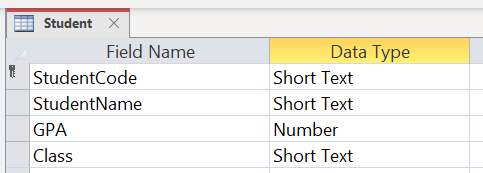 Student
Field Name Data Type
StudentCode Short Text
StudentName Short Text
GPA Number
Class Short Text